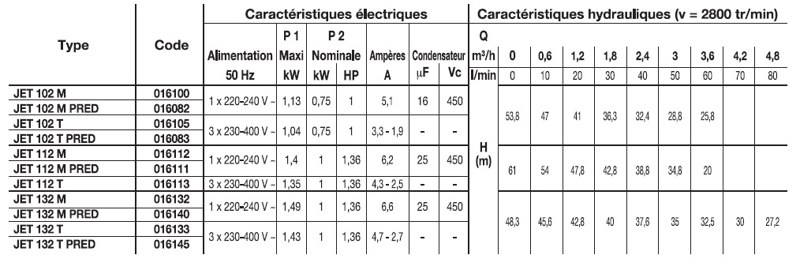 Caractéristiques électriques Caractéristiques hydrauliques (v = 2800 tr/min)
Type Code Alimentation 50 Hz P 1 Maxi kW P 2 Nominale kW HP Ampères A Condensateur µF Vc
Q m³/h 0 0,6 1,2 1,8 2,4 3 3,6 4,2 4,8
l/min 0 10 20 30 40 50 60 70 80
JET 102 M 016100
JET 102 M PRED 016082
1 x 220-240 V ~ 1,13 0,75 1 5,1 16 450
JET 102 T 016105
JET 102 T PRED 016083
3 x 230-400 V ~ 1,04 0,75 1 3,3 - 1,9 - -
H (m)
53,8 47 41 36,3 32,4 28,8 25,8
JET 112 M 016112
JET 112 M PRED 016111
1 x 220-240 V ~ 1,4 1 1,36 6,2 25 450
JET 112 T 016113 3 x 230-400 V ~ 1,35 1 1,36 4,3 - 2,5 - -
61 54 47,8 42,8 38,8 34,8 20
JET 132 M 016132
JET 132 M PRED 016140
1 x 220-240 V ~ 1,49 1 1,36 6,6 25 450
JET 132 T 016133
JET 132 T PRED 016145
3 x 230-400 V ~ 1,43 1 1,36 4,7 - 2,7 - -
48,3 45,6 42,8 40 37,6 35 32,5 30 27,2